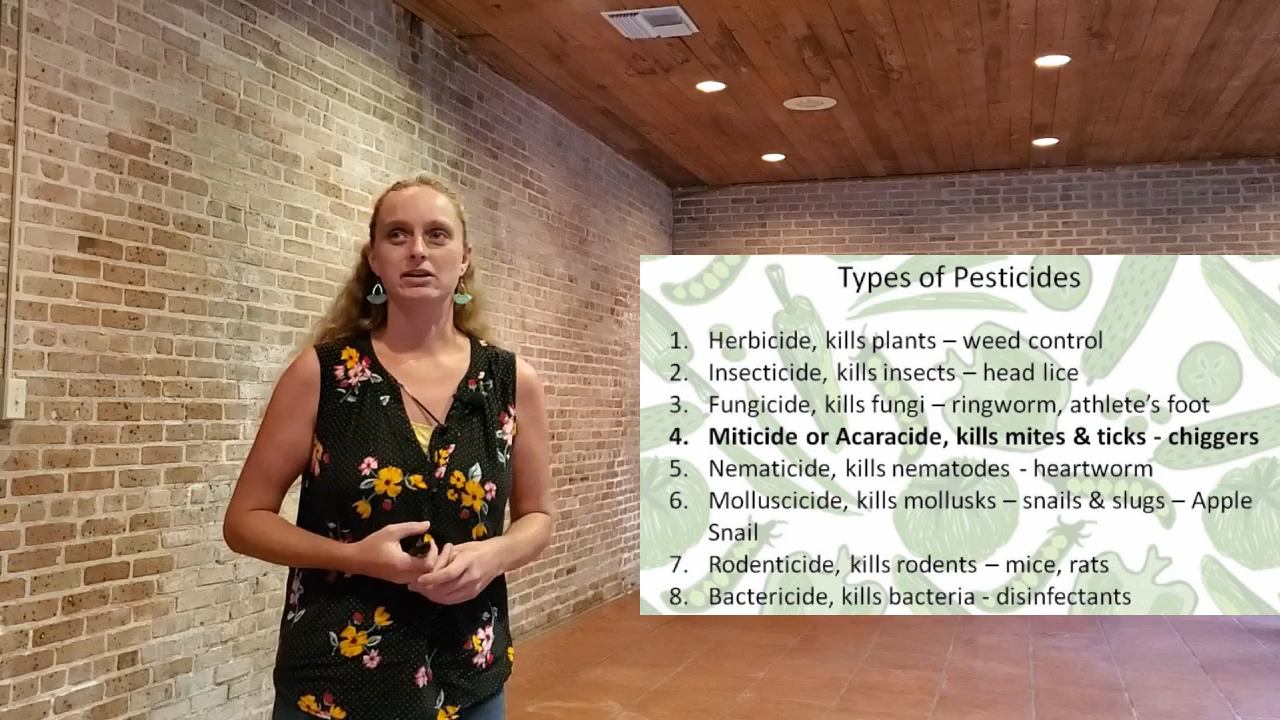 Types of Pesticides
1. Herbicide, kills plants – weed control
2. Insecticide, kills insects – head lice
3. Fungicide, kills fungi – ringworm, athlete's foot
4. Miticide or Acaracide, kills mites & ticks - chiggers
5. Nematicide, kills nematodes - heartworm
6. Molluscicide, kills mollusks – snails & slugs – Apple
Snail
7. Rodenticide, kills rodents – mice, rats
8. Bactericide, kills bacteria - disinfectants